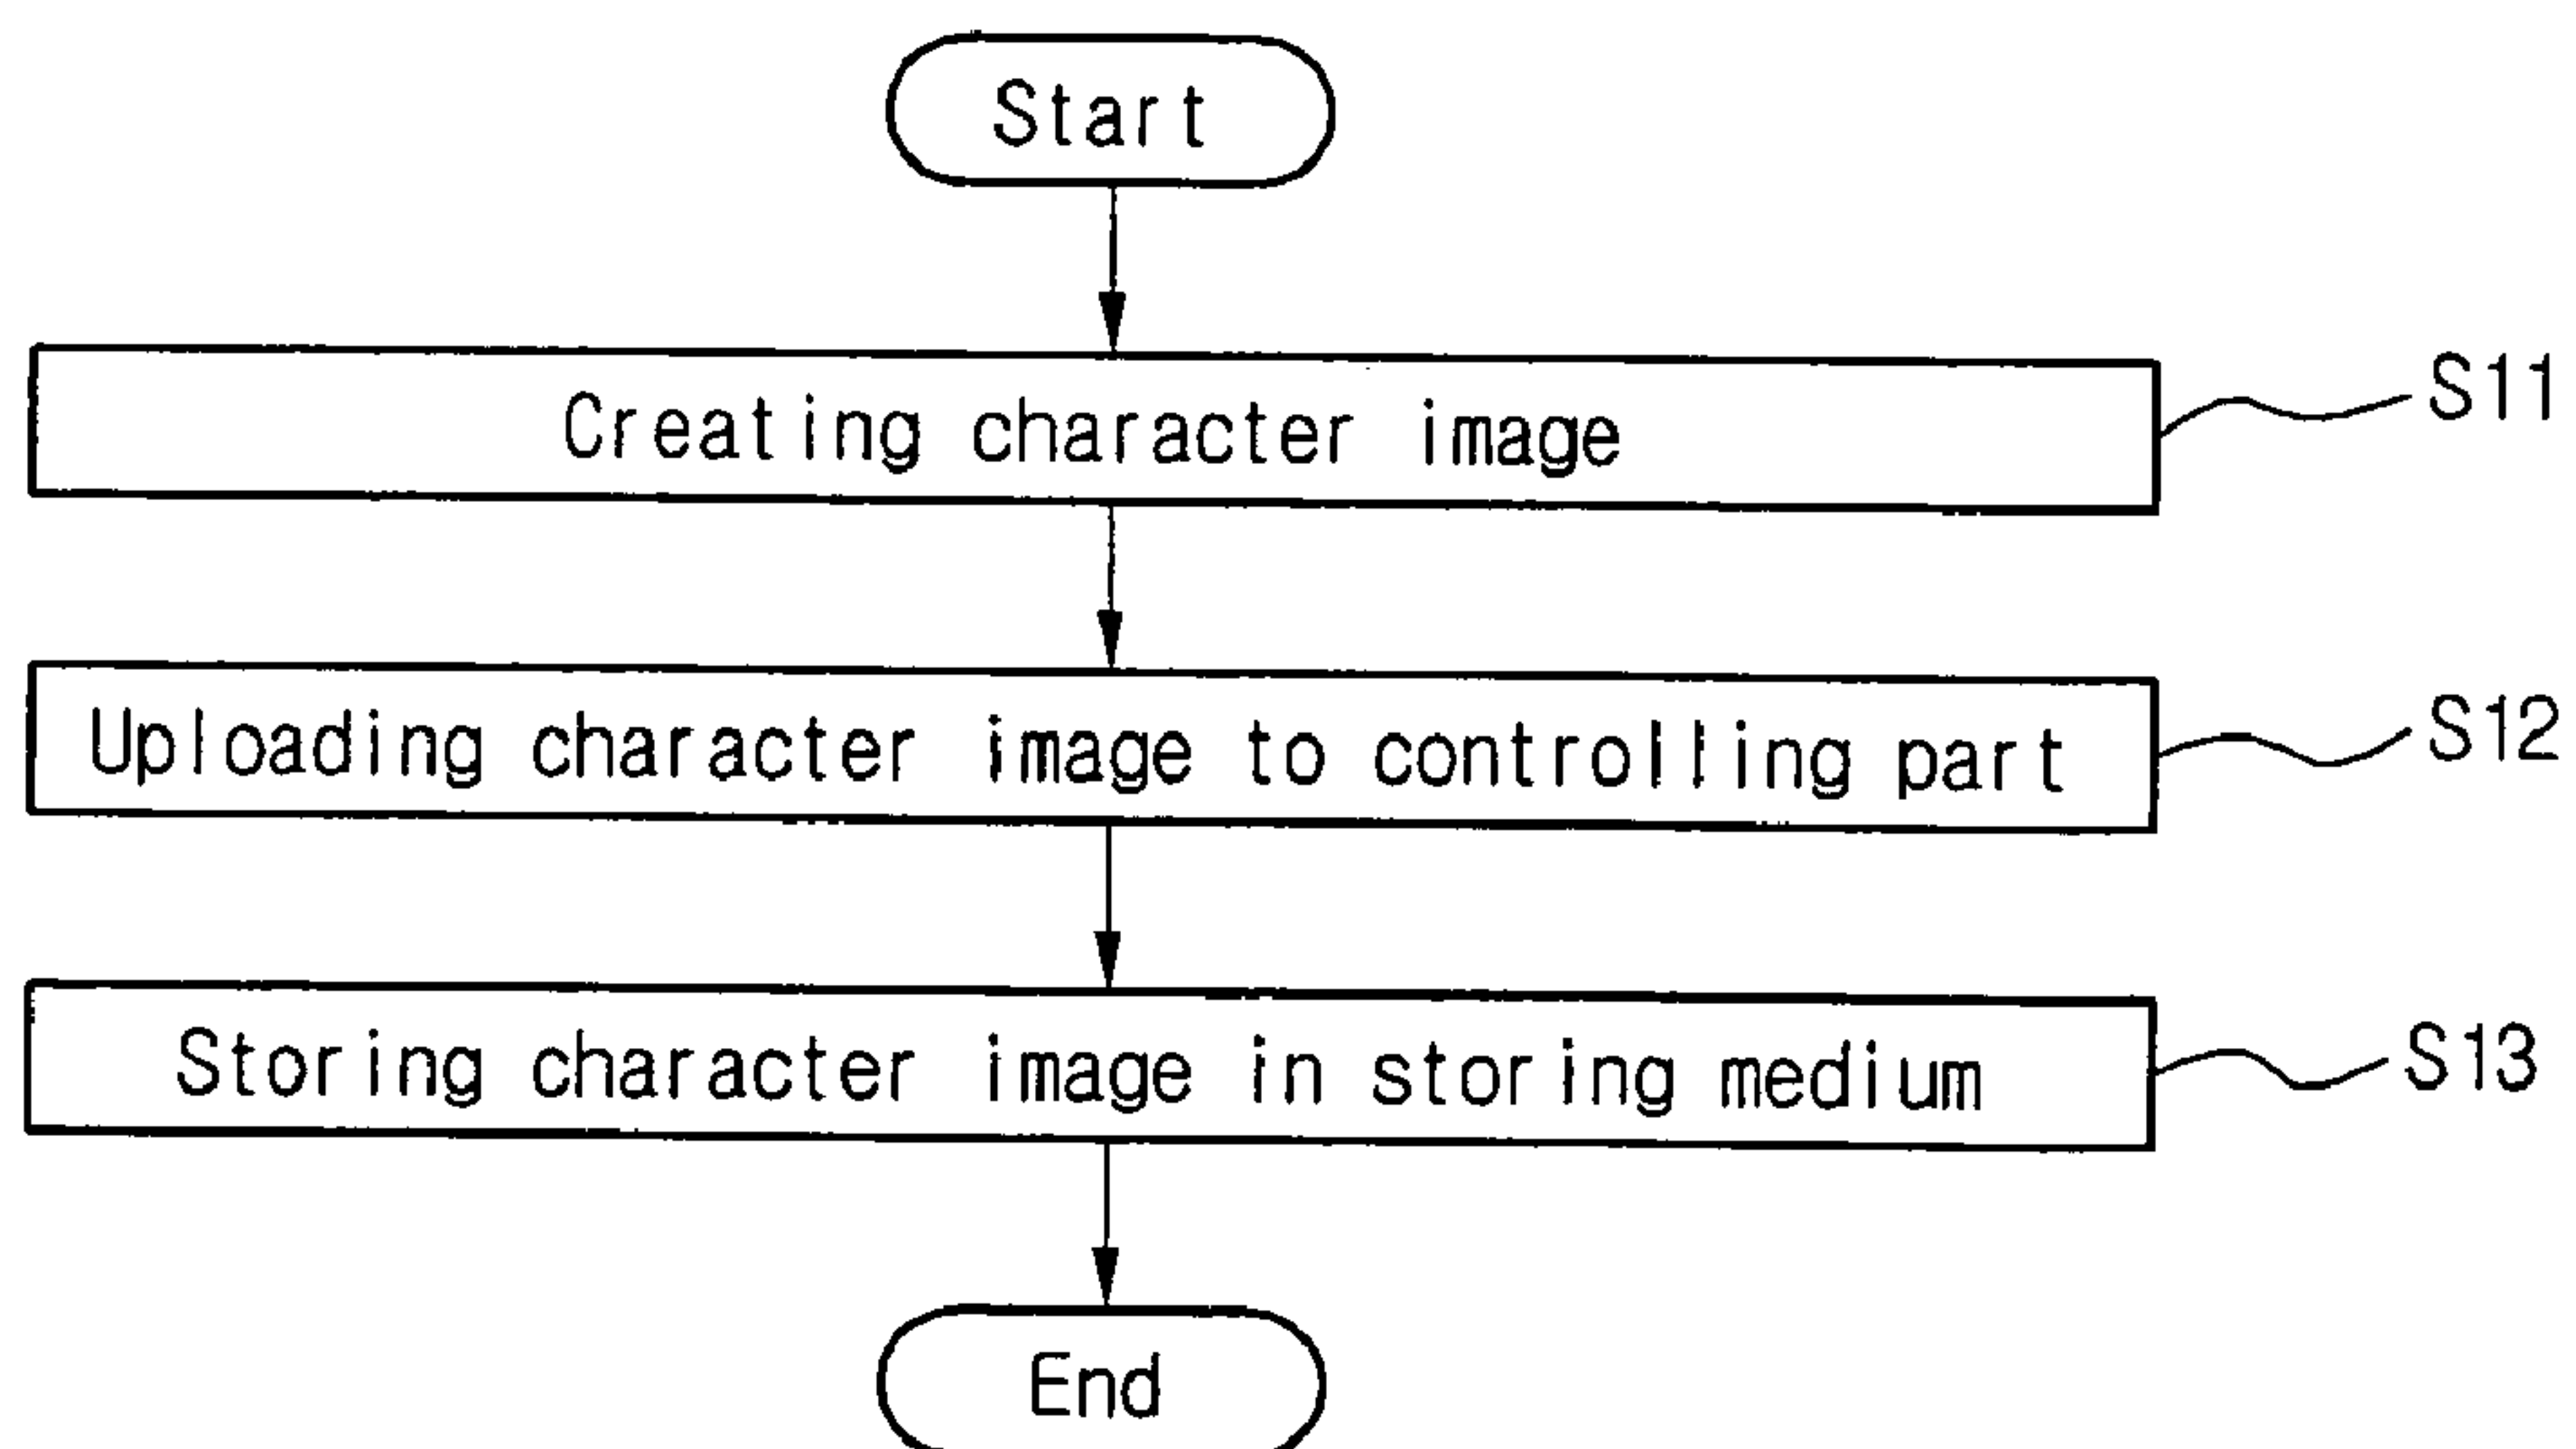 Start
Creating character image
S11
Uploading character image to controlling part
S12
Storing character image in storing medium
S13
End